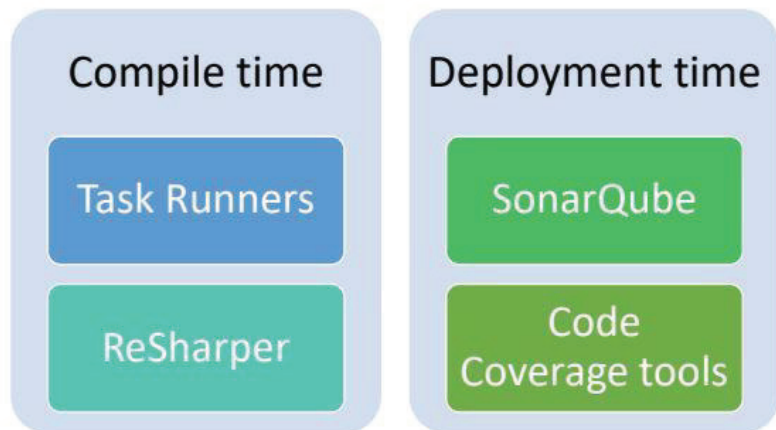 Compile time
Task Runners
ReSharper
Deployment time
SonarQube
Code
Coverage tools